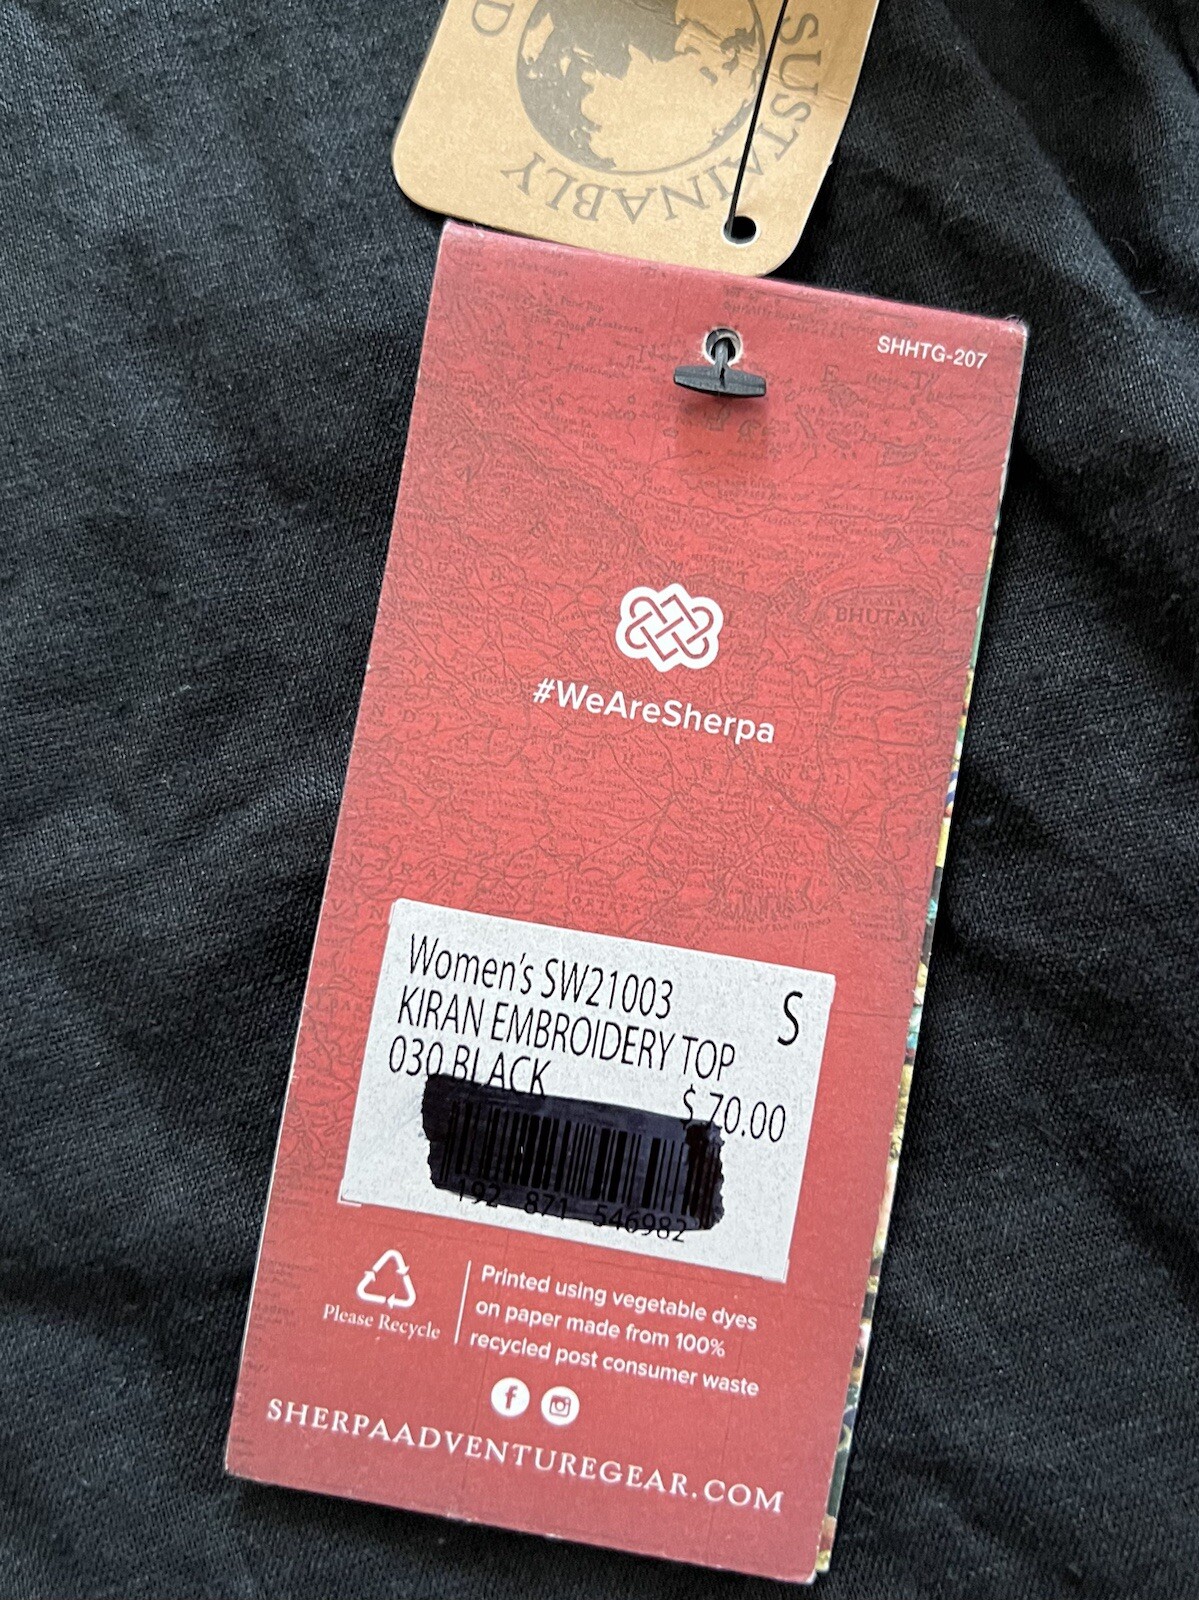 SUSTAINABLY
D
SHHTG-207
BHUTAN
#WeAreSherpa
Women's SW21003
S
KIRAN EMBROIDERY TOP
030 BLACK
$ 70.00
192 871 546982
Please Recycle
Printed using vegetable dyes
on paper made from 100%
recycled post consumer waste
SHERPAADVENTUREGEAR.COM